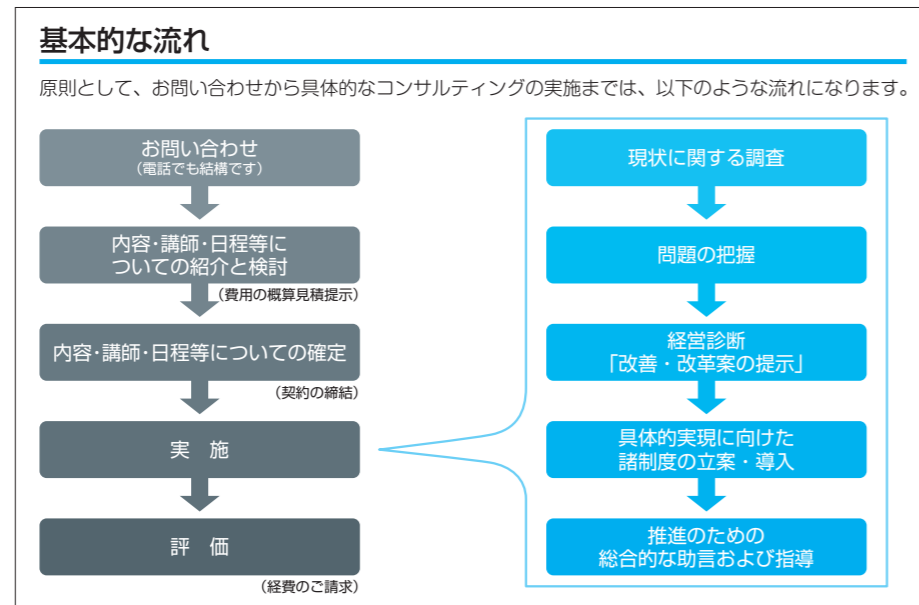 基本的な流れ
原則として、お問い合わせから具体的なコンサルティングの実施までは、以下のような流れになります。
お問い合わせ
(電話でも結構です)
内容･講師･日程等に
ついての紹介と検討
(費用の概算見積提示)
内容･講師･日程等についての確定
(契約の締結)
実　施
評　価
(経費のご請求)
現状に関する調査
問題の把握
経営診断
「改善・改革案の提示」
具体的実現に向けた
諸制度の立案・導入
推進のための
総合的な助言および指導